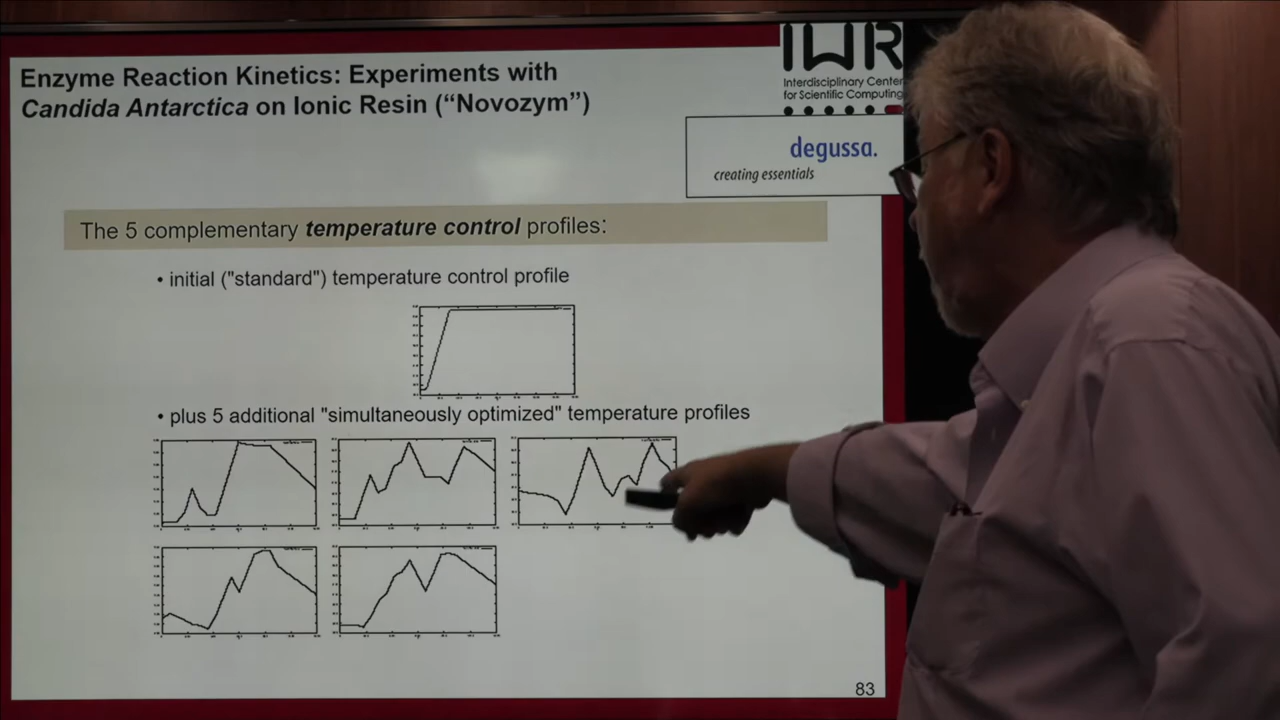 Enzyme Reaction Kinetics: Experiments with
Candida Antarctica on Ionic Resin (“Novozym”)
IWR
Interdisciplinary Center
for Scientific Computing
degussa.
creating essentials
The 5 complementary temperature control profiles:
• initial ("standard") temperature control profile
• plus 5 additional "simultaneously optimized" temperature profiles
83